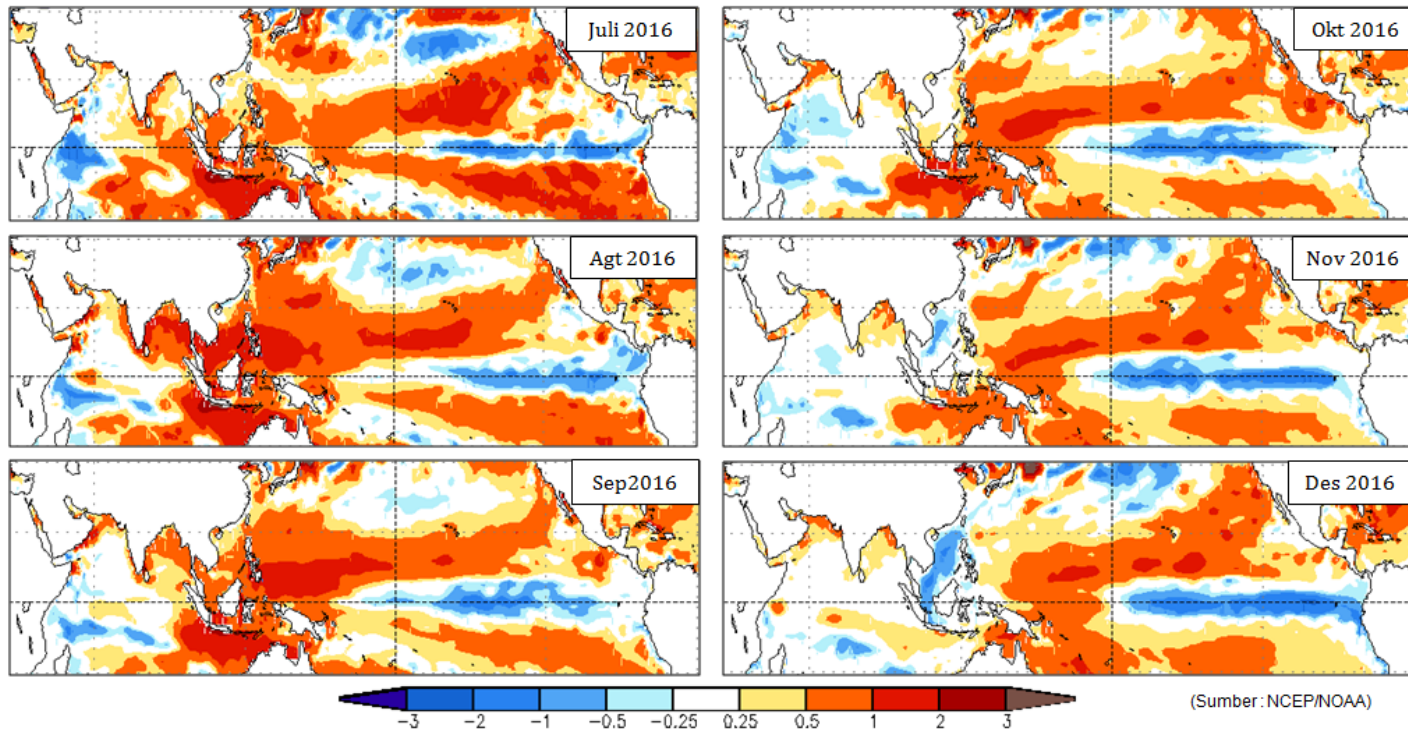 Juli 2016
Okt 2016
Agt 2016
Nov 2016
Sep2016
Des 2016
-3 -2 -1 -0.5 -0.25 0.25 0.5 1 2 3
(Sumber: NCEP/NOAA)